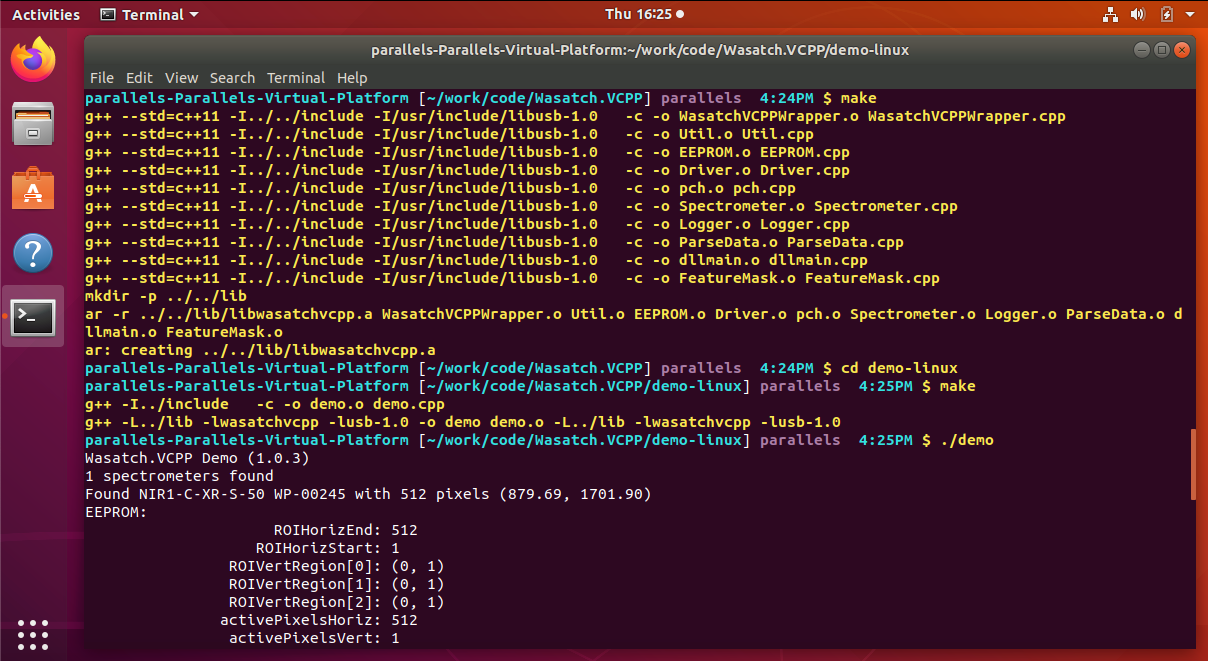 Activities Terminal Thu 16:25
parallels-Parallels-Virtual-Platform:~/work/code/Wasatch.VCPP/demo-linux
File Edit View Search Terminal Help
parallels-Parallels-Virtual-Platform [~/work/code/Wasatch.VCPP] parallels  4:24PM $ make
g++ --std=c++11 -I../../include -I/usr/include/libusb-1.0   -c -o WasatchVCPPWrapper.o WasatchVCPPWrapper.cpp
g++ --std=c++11 -I../../include -I/usr/include/libusb-1.0   -c -o Util.o Util.cpp
g++ --std=c++11 -I../../include -I/usr/include/libusb-1.0   -c -o EEPROM.o EEPROM.cpp
g++ --std=c++11 -I../../include -I/usr/include/libusb-1.0   -c -o Driver.o Driver.cpp
g++ --std=c++11 -I../../include -I/usr/include/libusb-1.0   -c -o pch.o pch.cpp
g++ --std=c++11 -I../../include -I/usr/include/libusb-1.0   -c -o Spectrometer.o Spectrometer.cpp
g++ --std=c++11 -I../../include -I/usr/include/libusb-1.0   -c -o Logger.o Logger.cpp
g++ --std=c++11 -I../../include -I/usr/include/libusb-1.0   -c -o ParseData.o ParseData.cpp
g++ --std=c++11 -I../../include -I/usr/include/libusb-1.0   -c -o dllmain.o dllmain.cpp
g++ --std=c++11 -I../../include -I/usr/include/libusb-1.0   -c -o FeatureMask.o FeatureMask.cpp
mkdir -p ../../lib
ar -r ../../lib/libwasatchvcpp.a WasatchVCPPWrapper.o Util.o EEPROM.o Driver.o pch.o Spectrometer.o Logger.o ParseData.o d
llmain.o FeatureMask.o
ar: creating ../../lib/libwasatchvcpp.a
parallels-Parallels-Virtual-Platform [~/work/code/Wasatch.VCPP] parallels  4:24PM $ cd demo-linux
parallels-Parallels-Virtual-Platform [~/work/code/Wasatch.VCPP/demo-linux] parallels  4:25PM $ make
g++ -I../include   -c -o demo.o demo.cpp
g++ -L../lib -lwasatchvcpp -lusb-1.0 -o demo demo.o -L../lib -lwasatchvcpp -lusb-1.0
parallels-Parallels-Virtual-Platform [~/work/code/Wasatch.VCPP/demo-linux] parallels  4:25PM $ ./demo
Wasatch.VCPP Demo (1.0.3)
1 spectrometers found
Found NIR1-C-XR-S-50 WP-00245 with 512 pixels (879.69, 1701.90)
EEPROM:
ROIHorizEnd: 512
ROIHorizStart: 1
ROIVertRegion[0]: (0, 1)
ROIVertRegion[1]: (0, 1)
ROIVertRegion[2]: (0, 1)
activePixelsHoriz: 512
activePixelsVert: 1